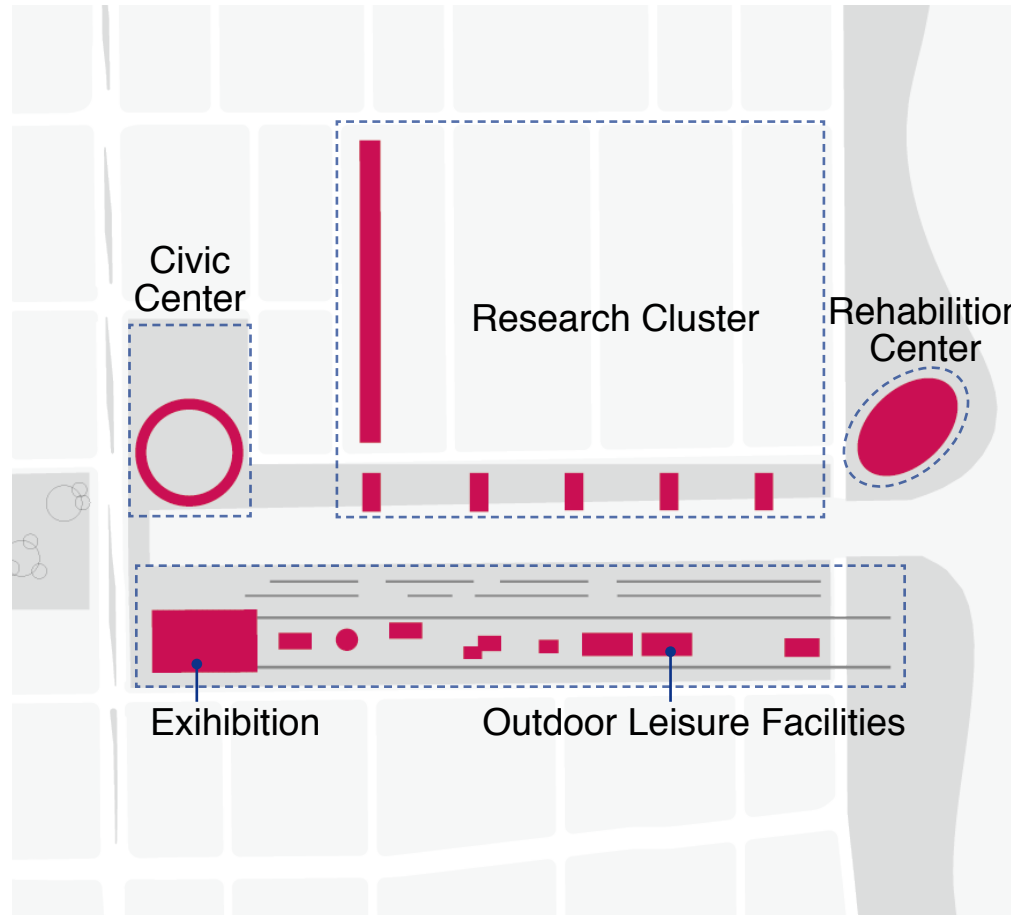 Civic
Center
Research Cluster
Rehabilition
Center
Exihibition
Outdoor Leisure Facilities